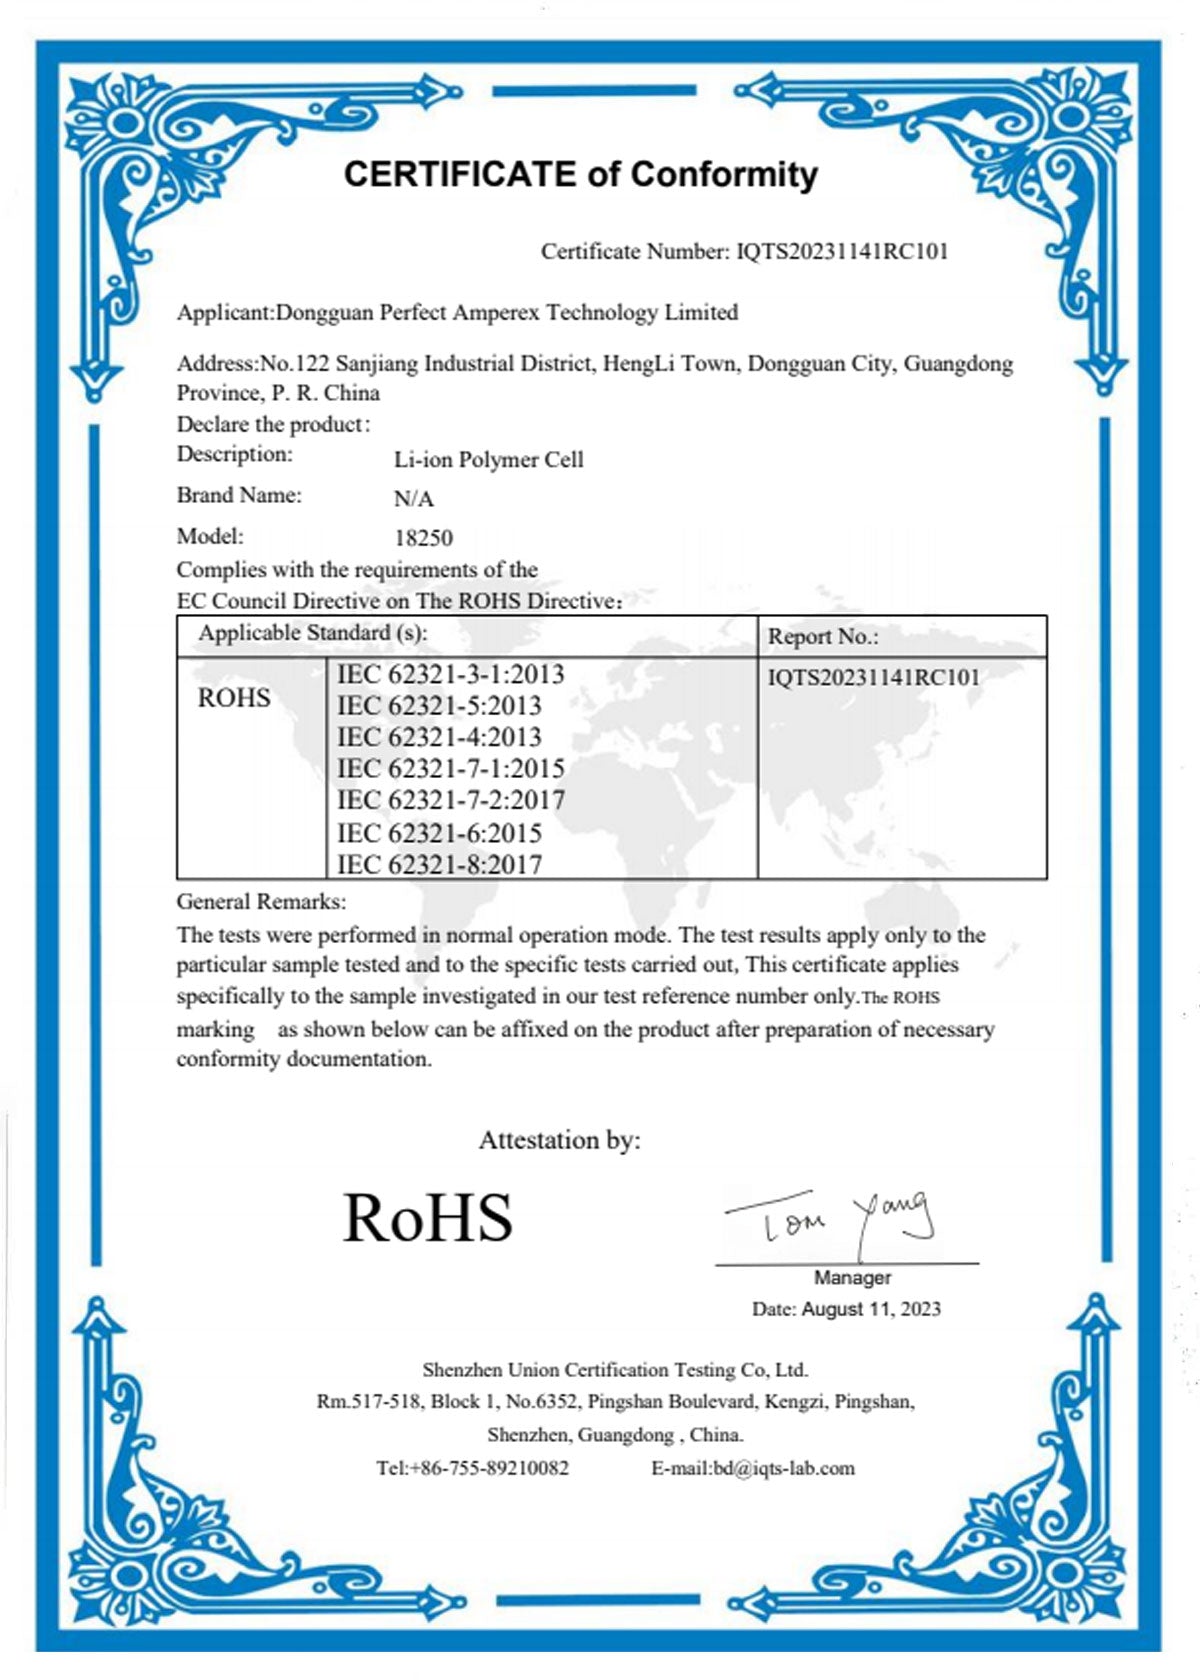 CERTIFICATE of Conformity
Certificate Number: IQTS20231141RC101
Applicant:Dongguan Perfect Amperex Technology Limited
Address:No.122 Sanjiang Industrial District, HengLi Town, Dongguan City, Guangdong
Province, P. R. China
Declare the product:
Description: Li-ion Polymer Cell
Brand Name: N/A
Model: 18250
Complies with the requirements of the
EC Council Directive on The ROHS Directive:
Applicable Standard (s): Report No.:
ROHS IEC 62321-3-1:2013 IQTS20231141RC101
IEC 62321-5:2013
IEC 62321-4:2013
IEC 62321-7-1:2015
IEC 62321-7-2:2017
IEC 62321-6:2015
IEC 62321-8:2017
General Remarks:
The tests were performed in normal operation mode. The test results apply only to the
particular sample tested and to the specific tests carried out, This certificate applies
specifically to the sample investigated in our test reference number only.The ROHS
marking as shown below can be affixed on the product after preparation of necessary
conformity documentation.
Attestation by:
RoHS
Tom Yang
Manager
Date: August 11, 2023
Shenzhen Union Certification Testing Co, Ltd.
Rm.517-518, Block 1, No.6352, Pingshan Boulevard, Kengzi, Pingshan,
Shenzhen, Guangdong , China.
Tel:+86-755-89210082 E-mail:bd@iqts-lab.com